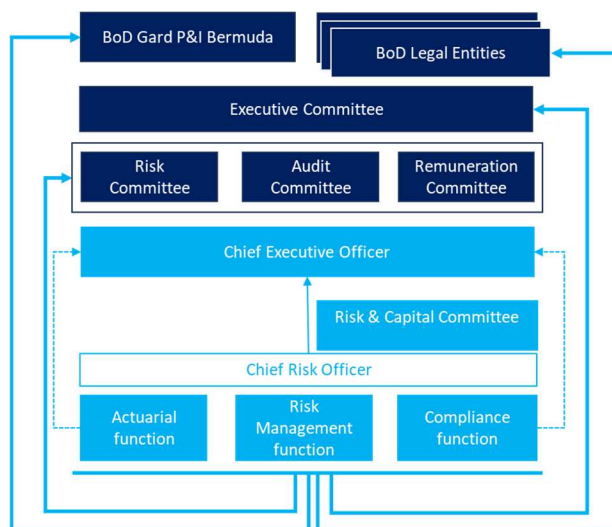 BoD Gard P&I Bermuda
BoD Legal Entities
Executive Committee
Risk
Committee
Audit
Committee
Remuneration
Committee
Chief Executive Officer
Risk & Capital Committee
Chief Risk Officer
Actuarial
function
Risk
Management
function
Compliance
function